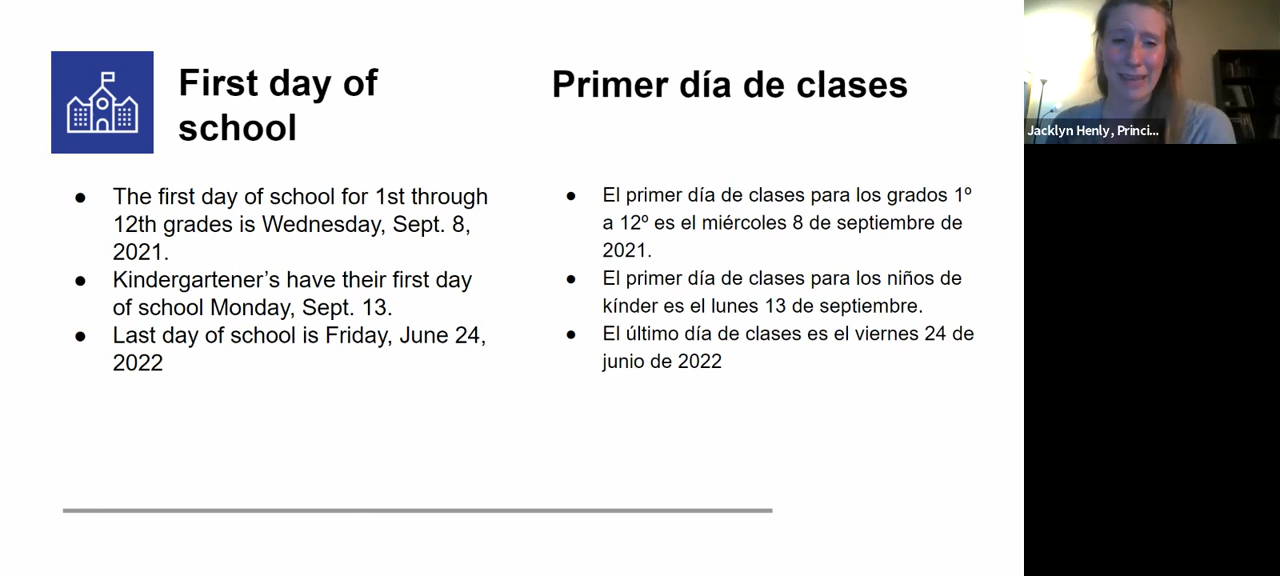 First day of
school
● The first day of school for 1st through
12th grades is Wednesday, Sept. 8,
2021.
● Kindergartener’s have their first day
of school Monday, Sept. 13.
● Last day of school is Friday, June 24,
2022
Primer día de clases
● El primer día de clases para los grados 1º
a 12º es el miércoles 8 de septiembre de
2021.
● El primer día de clases para los niños de
kínder es el lunes 13 de septiembre.
● El último día de clases es el viernes 24 de
junio de 2022
Jacklyn Henly, Princi...